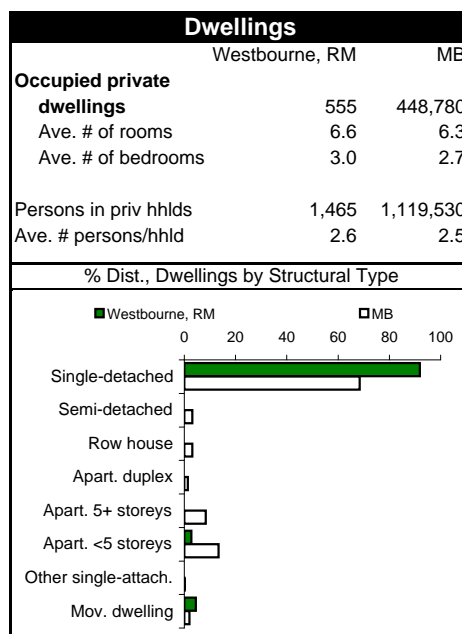 Dwellings
Westbourne, RM MB
Occupied private
dwellings 555 448,780
Ave. # of rooms 6.6 6.3
Ave. # of bedrooms 3.0 2.7
Persons in priv hhlds 1,465 1,119,530
Ave. # persons/hhld 2.6 2.5
% Dist., Dwellings by Structural Type
Westbourne, RM MB
0 20 40 60 80 100
Single-detached
Semi-detached
Row house
Apart. duplex
Apart. 5+ storeys
Apart. <5 storeys
Other single-attach.
Mov. dwelling